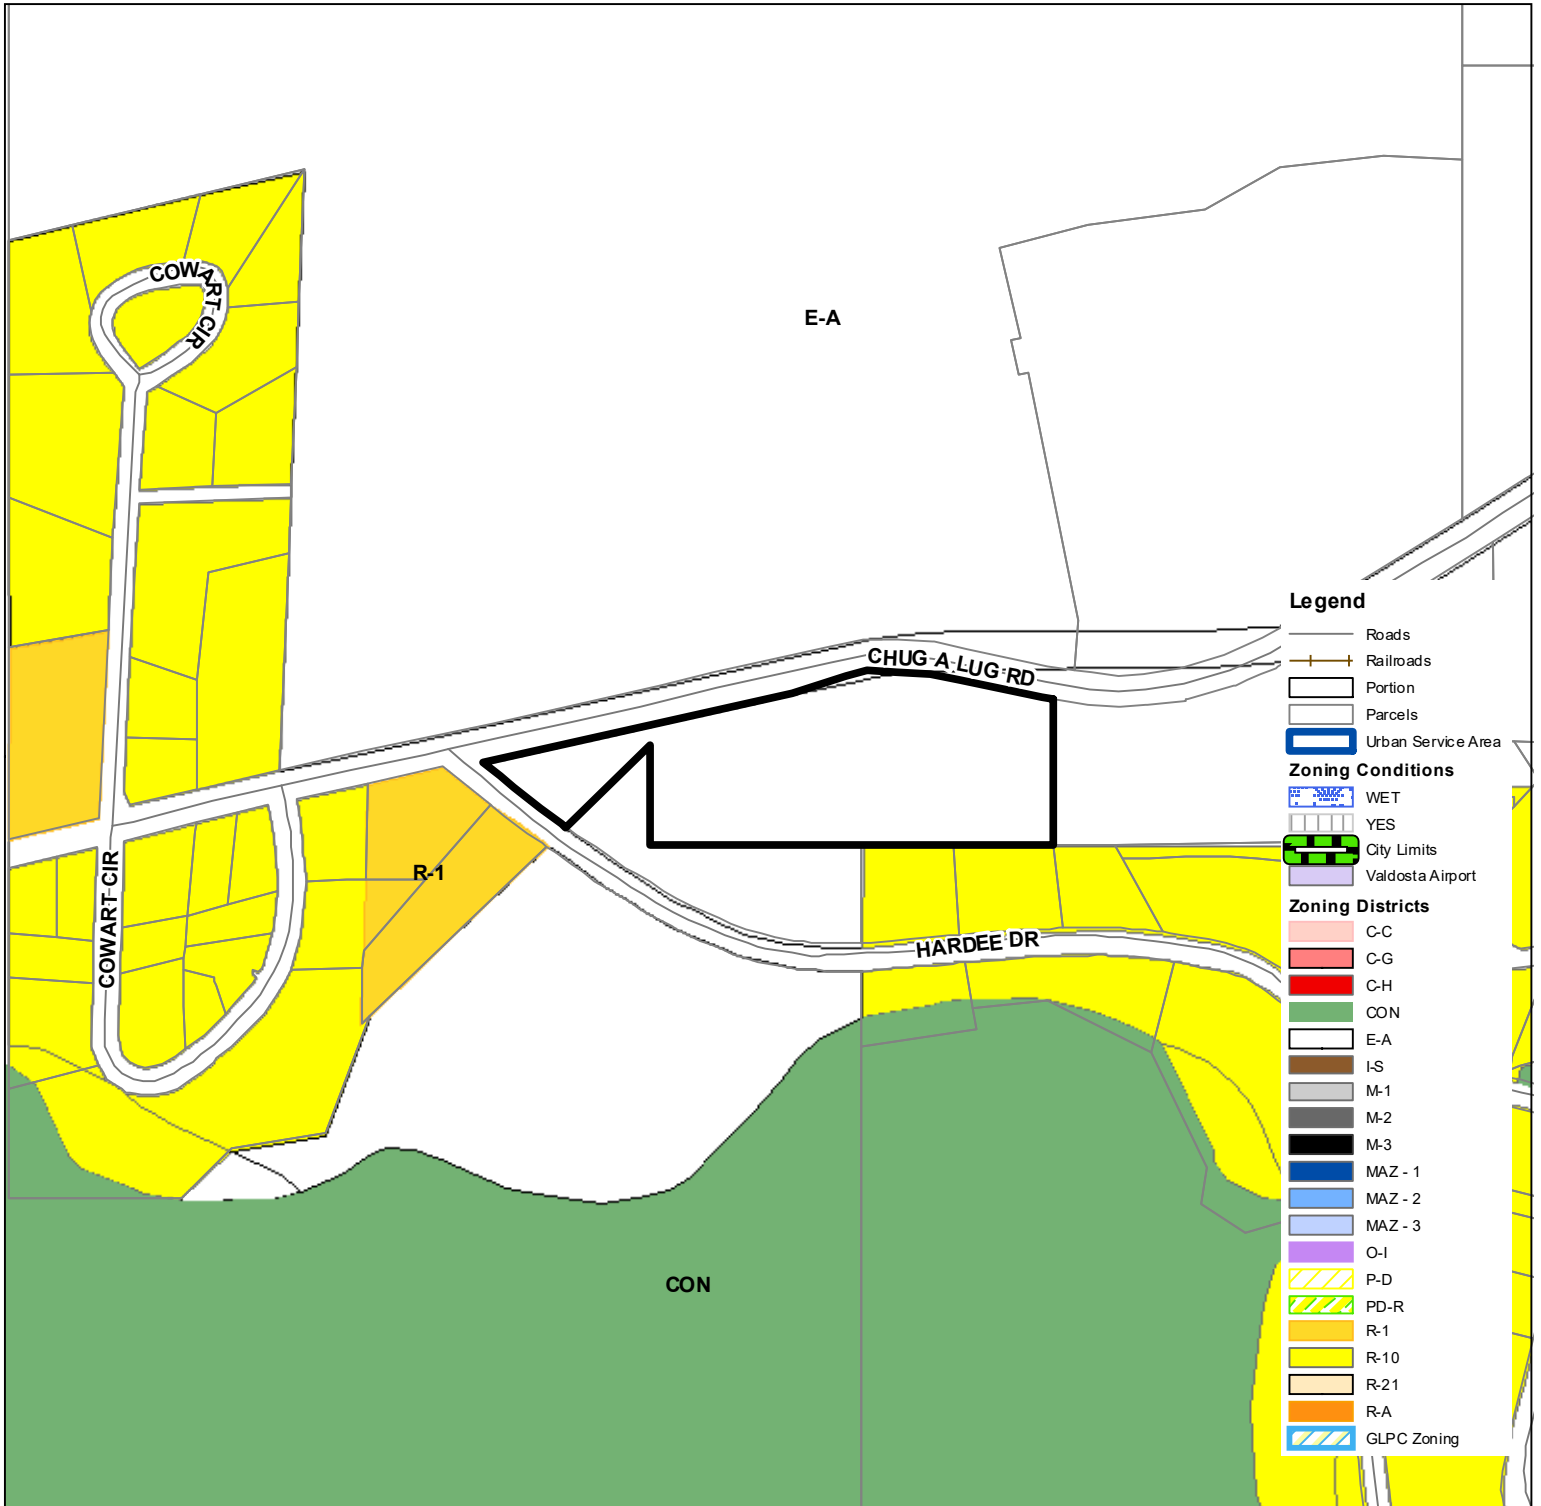 COWART CIR
E-A
CHUG A LUG RD
R-1
COWART CIR
HARDEE DR
CON
Legend
Roads
Railroads
Portion
Parcels
Urban Service Area
Zoning Conditions
WET
YES
City Limits
Valdosta Airport
Zoning Districts
C-C
C-G
C-H
CON
E-A
I-S
M-1
M-2
M-3
MAZ - 1
MAZ - 2
MAZ - 3
O-I
P-D
PD-R
R-1
R-10
R-21
R-A
GLPC Zoning